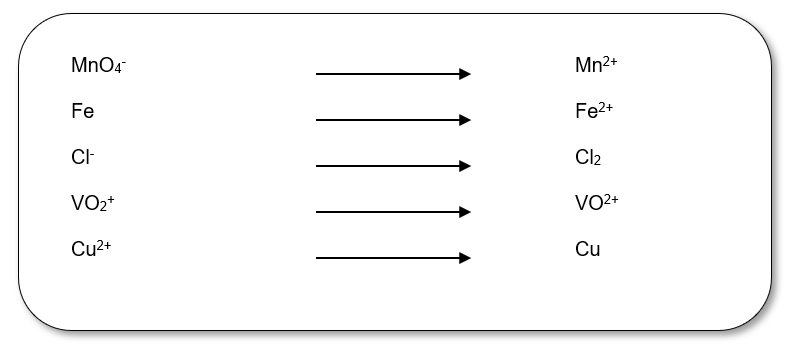 MnO₄⁻ Mn²⁺
Fe Fe²⁺
Cl⁻ Cl₂
VO₂⁺ VO²⁺
Cu²⁺ Cu